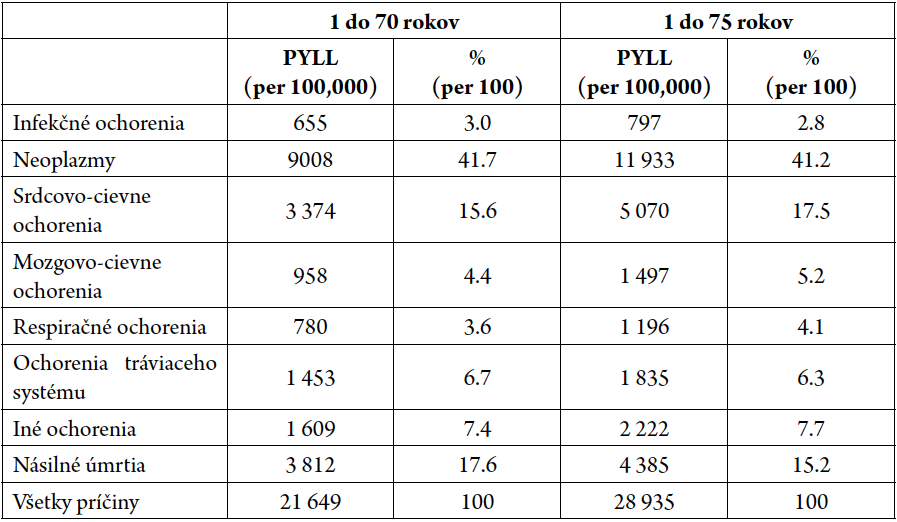 1 do 70 rokov 1 do 75 rokov
PYLL % PYLL %
(per 100,000) (per 100) (per 100,000) (per 100)
Infekčné ochorenia 655 3.0 797 2.8
Neoplazmy 9008 41.7 11 933 41.2
Srdcovo-cievne
ochorenia 3 374 15.6 5 070 17.5
Mozgovo-cievne
ochorenia 958 4.4 1 497 5.2
Respiračné ochorenia 780 3.6 1 196 4.1
Ochorenia tráviaceho
systému 1 453 6.7 1 835 6.3
Iné ochorenia 1 609 7.4 2 222 7.7
Násilné úmrtia 3 812 17.6 4 385 15.2
Všetky príčiny 21 649 100 28 935 100